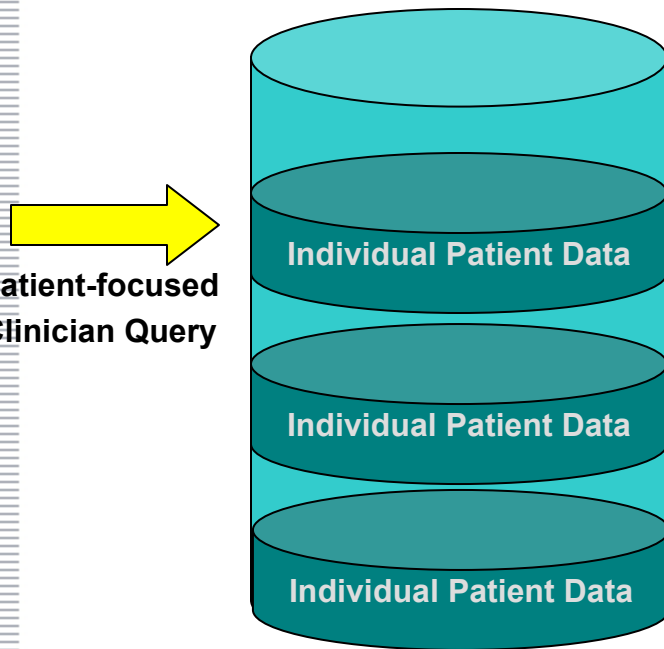 Individual Patient Data
atient-focused
Clinician Query
Individual Patient Data
Individual Patient Data